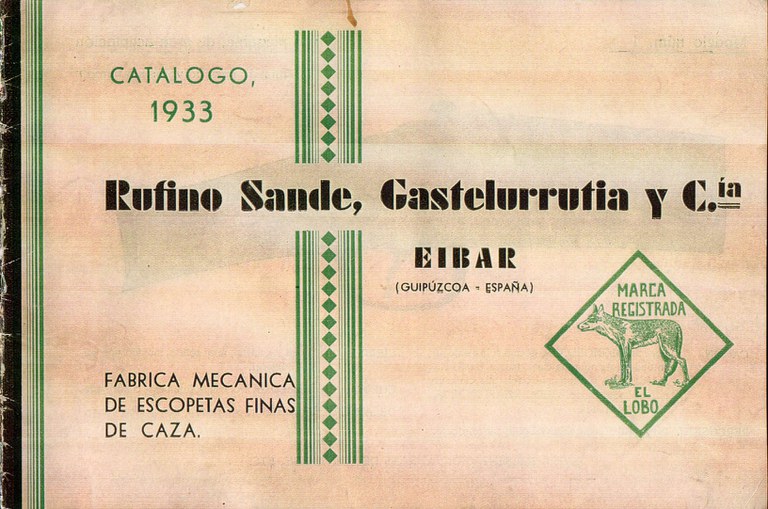 CATALOGO,
1933
Rufino Sande, Gastelurrutia y C.ía
EIBAR
(GUIPÚZCOA - ESPAÑA)
MARCA
REGISTRADA
EL
LOBO
FABRICA MECANICA
DE ESCOPETAS FINAS
DE CAZA.